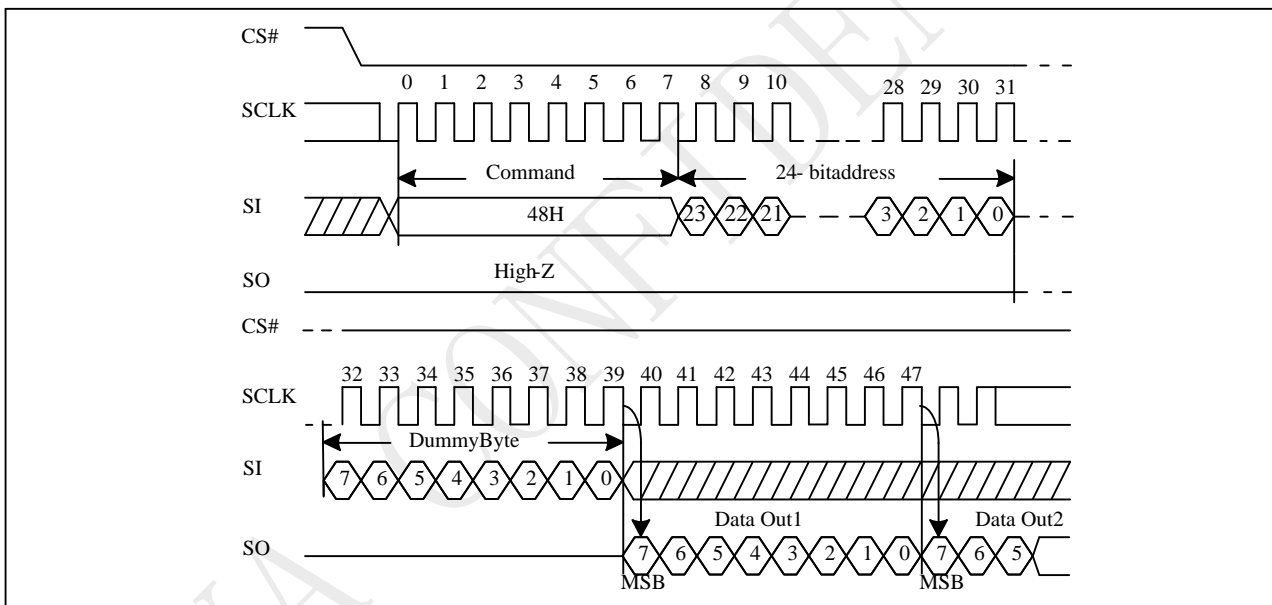 CS#
0 1 2 3 4 5 6 7 8 9 10 28 29 30 31
SCLK
Command 24- bitaddress
SI 48H 23 22 21 3 2 1 0
High-Z
SO
CS#
32 33 34 35 36 37 38 39 40 41 42 43 44 45 46 47
SCLK
DummyByte
SI 7 6 5 4 3 2 1 0
Data Out1 Data Out2
SO 7 6 5 4 3 2 1 0 7 6 5
MSB MSB